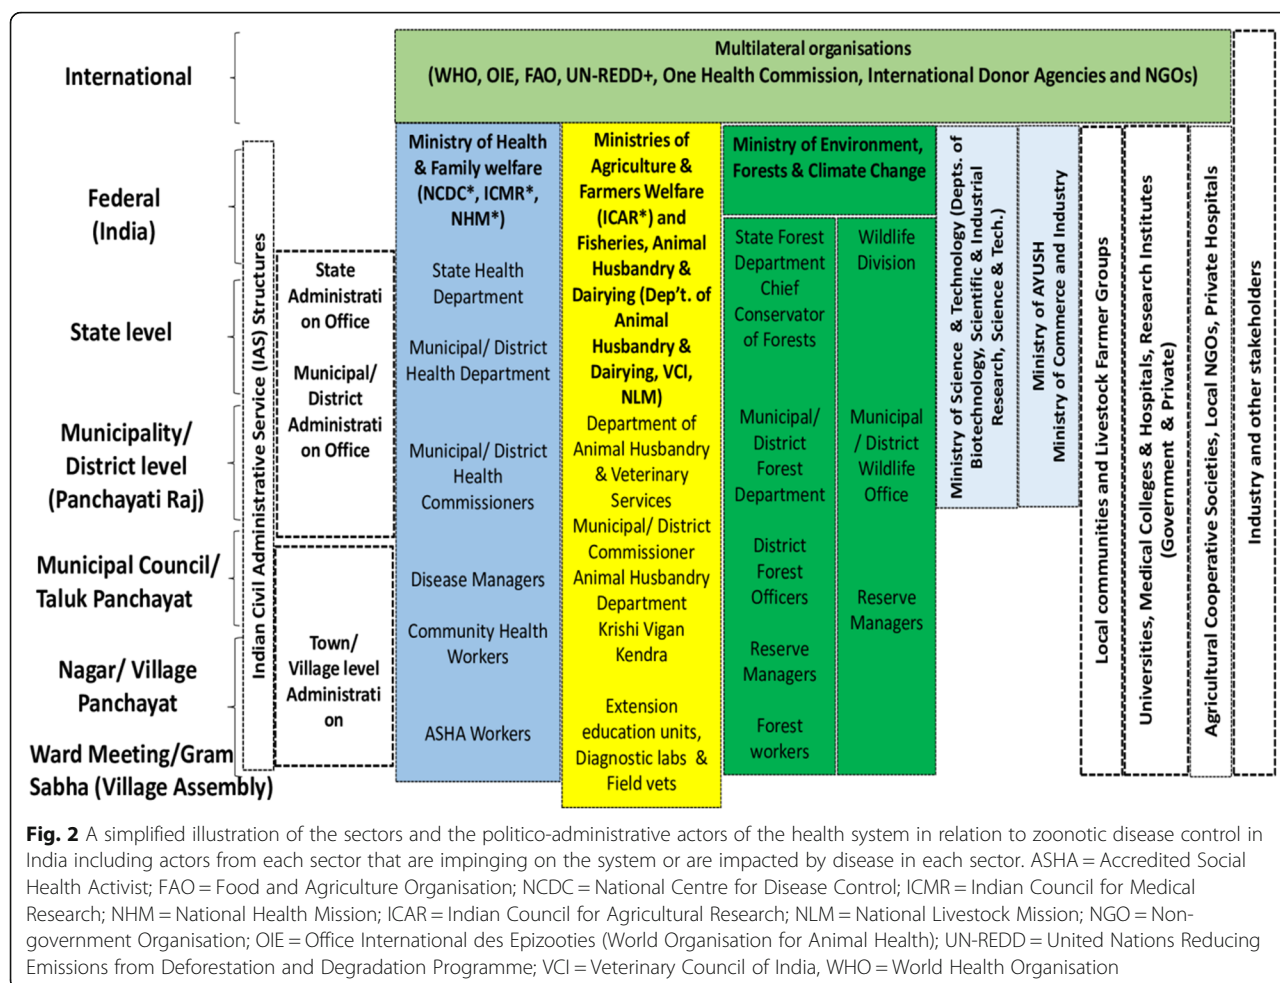 International
Federal
(India)
State level
Municipality/
District level
(Panchayati Raj)
Municipal Council/
Taluk Panchayat
Nagar/ Village
Panchayat
Ward Meeting/Gram
Sabha (Village Assembly)
Indian Civil Administrative Service (IAS) Structures
State
Administrati
on Office
Municipal/
District
Administrati
on Office
Town/
Village level
Administrati
on
Multilateral organisations
(WHO, OIE, FAO, UN-REDD+, One Health Commission, International Donor Agencies and NGOs)
Ministry of Health
& Family welfare
(NCDC*, ICMR*,
NHM*)
State Health
Department
Municipal/ District
Health Department
Municipal/ District
Health
Commissioners
Disease Managers
Community Health
Workers
ASHA Workers
Ministries of
Agriculture &
Farmers Welfare
(ICAR*) and
Fisheries, Animal
Husbandry &
Dairying (Dep't. of
Animal
Husbandry &
Dairying, VCI,
NLM)
Department of
Animal Husbandry
& Veterinary
Services
Municipal/ District
Commissioner
Animal Husbandry
Department
Krishi Vigan
Kendra
Extension
education units,
Diagnostic labs &
Field vets
Ministry of Environment,
Forests & Climate Change
State Forest
Department
Chief
Conservator
of Forests
Municipal/
District
Forest
Department
District
Forest
Officers
Reserve
Managers
Forest
workers
Wildlife
Division
Municipal
/ District
Wildlife
Office
Reserve
Managers
Ministry of Science & Technology (Depts. of
Biotechnology, Scientific & Industrial
Research, Science & Tech.)
Ministry of AYUSH
Ministry of Commerce and Industry
Local communities and Livestock Farmer Groups
Universities, Medical Colleges & Hospitals, Research Institutes
(Government & Private)
Agricultural Cooperative Societies, Local NGOs, Private Hospitals
Industry and other stakeholders
Fig. 2 A simplified illustration of the sectors and the politico-administrative actors of the health system in relation to zoonotic disease control in
India including actors from each sector that are impinging on the system or are impacted by disease in each sector. ASHA = Accredited Social
Health Activist; FAO = Food and Agriculture Organisation; NCDC = National Centre for Disease Control; ICMR = Indian Council for Medical
Research; NHM = National Health Mission; ICAR = Indian Council for Agricultural Research; NLM = National Livestock Mission; NGO = Non-
government Organisation; OIE = Office International des Epizooties (World Organisation for Animal Health); UN-REDD = United Nations Reducing
Emissions from Deforestation and Degradation Programme; VCI = Veterinary Council of India, WHO = World Health Organisation